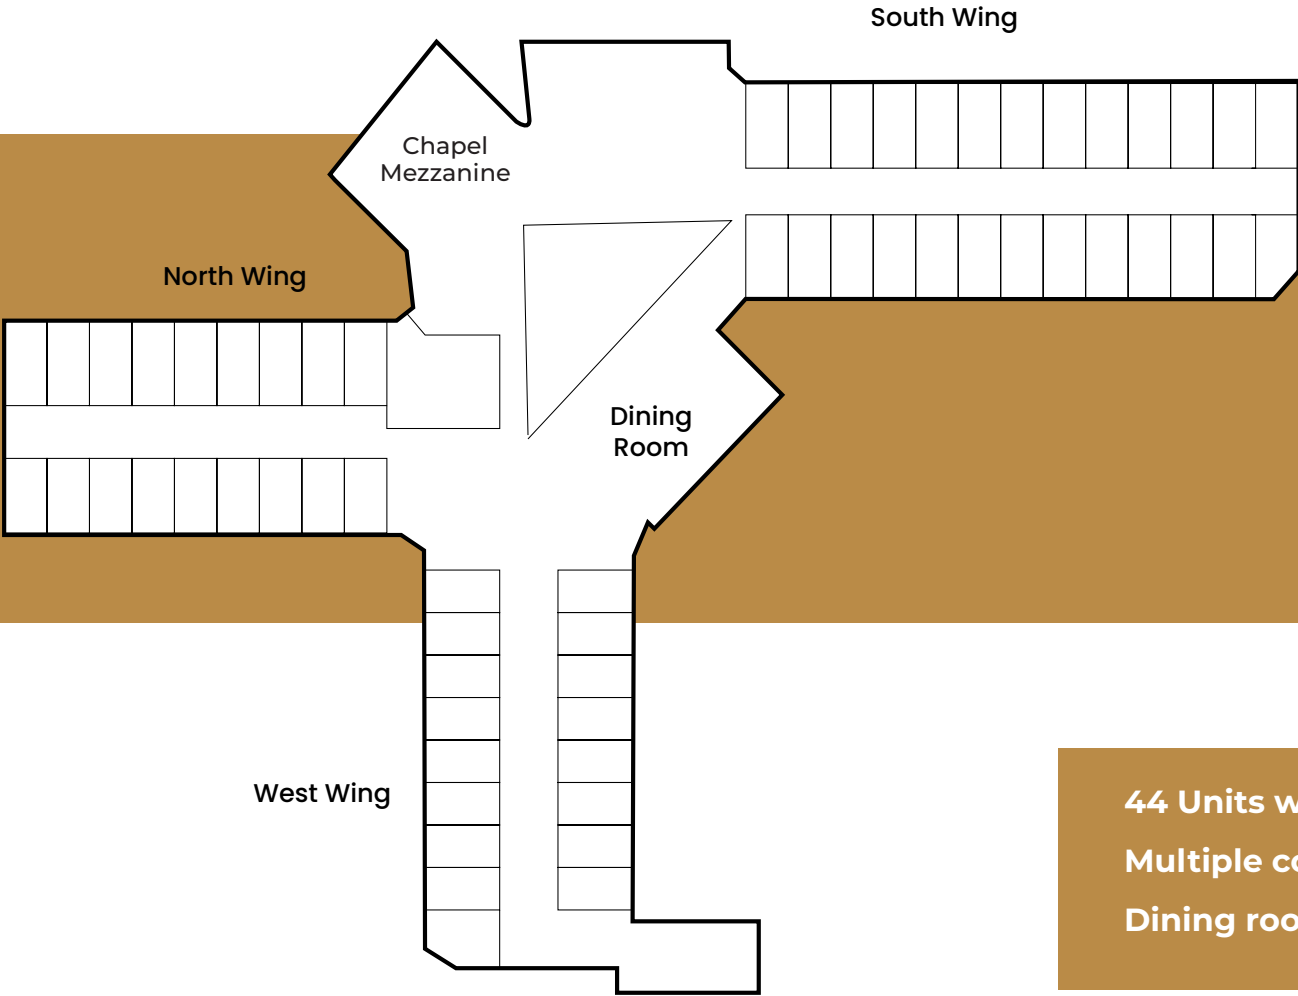 South Wing
Chapel
Mezzanine
North Wing
Dining
Room
West Wing
44 Units
Multiple
Dining